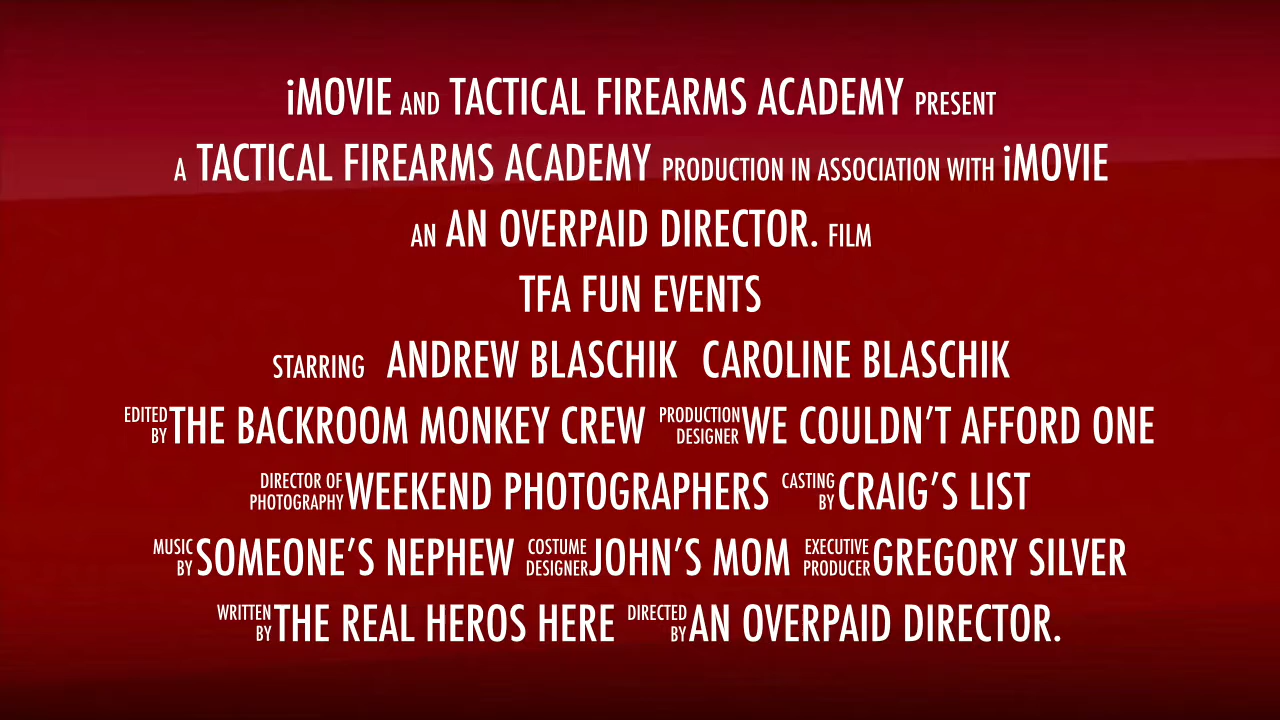 iMOVIE AND TACTICAL FIREARMS ACADEMY PRESENT
A TACTICAL FIREARMS ACADEMY PRODUCTION IN ASSOCIATION WITH iMOVIE
AN AN OVERPAID DIRECTOR. FILM
TFA FUN EVENTS
STARRING ANDREW BLASCHIK CAROLINE BLASCHIK
EDITED BY THE BACKROOM MONKEY CREW PRODUCTION DESIGNER WE COULDN'T AFFORD ONE
DIRECTOR OF PHOTOGRAPHY WEEKEND PHOTOGRAPHERS CASTING BY CRAIG'S LIST
MUSIC BY SOMEONE'S NEPHEW COSTUME DESIGNER JOHN'S MOM EXECUTIVE PRODUCER GREGORY SILVER
WRITTEN BY THE REAL HEROS HERE DIRECTED BY AN OVERPAID DIRECTOR.